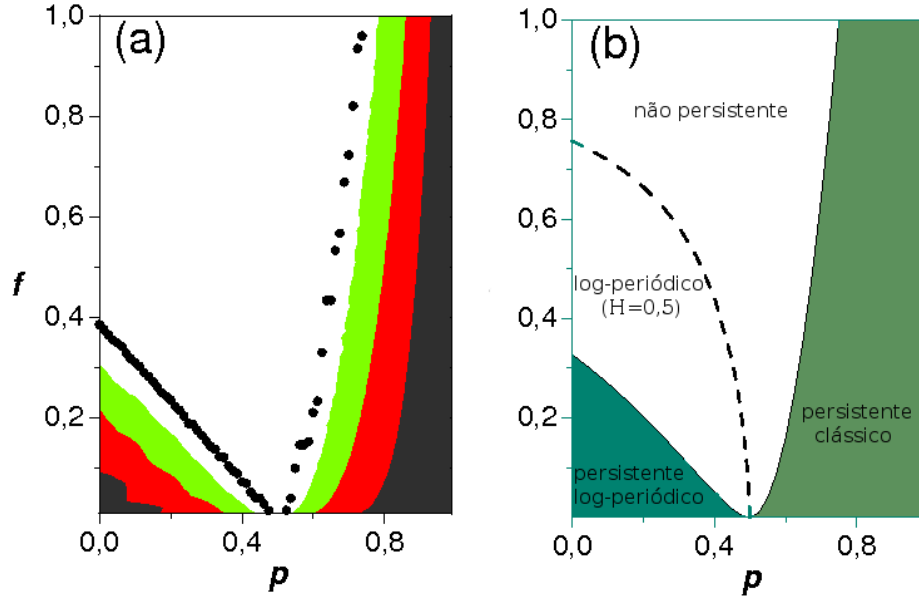 (a)
1,0
0,8
0,6
0,4
0,2
f
0,0
0,4
0,8
p
(b)
1,0
0,8
0,6
0,4
0,2
não persistente
log-periódico
(H=0,5)
persistente
clássico
persistente
log-periódico
0,0
0,4
0,8
p